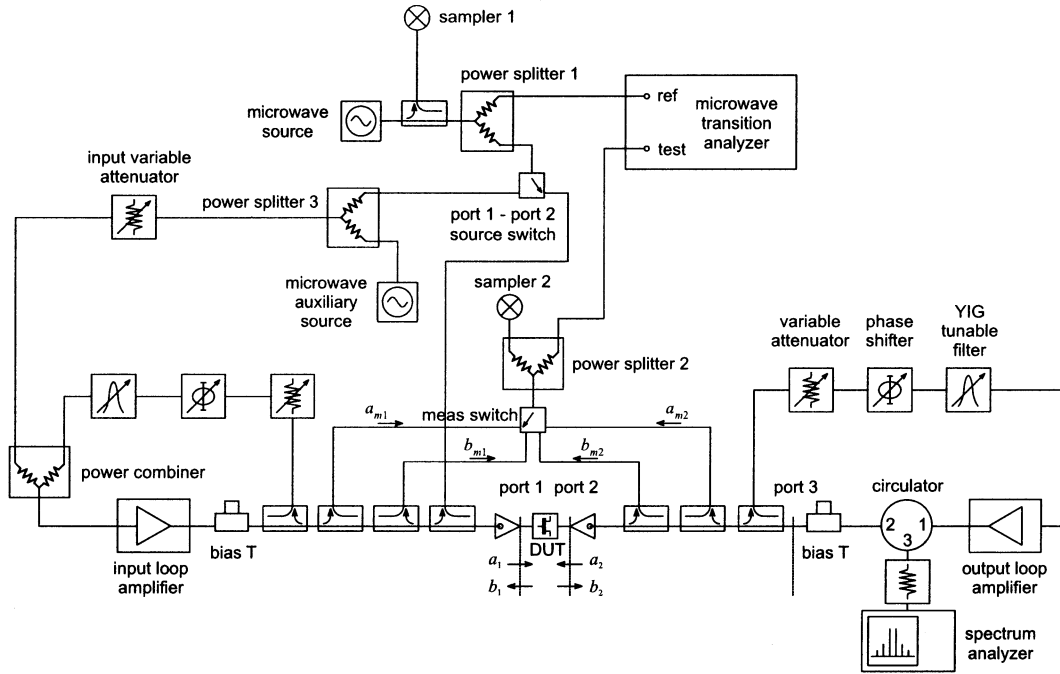 sampler 1
power splitter 1
microwave
source
ref
test
microwave
transition
analyzer
input variable
attenuator
power splitter 3
port 1 - port 2
source switch
microwave
auxiliary
source
sampler 2
power splitter 2
variable
attenuator
phase
shifter
YIG
tunable
filter
Φ
Φ
meas switch
a_m1
a_m2
b_m1
b_m2
power combiner
port 1
port 2
port 3
circulator
2
1
3
bias T
DUT
bias T
input loop
amplifier
output loop
amplifier
a_1
a_2
b_1
b_2
spectrum
analyzer